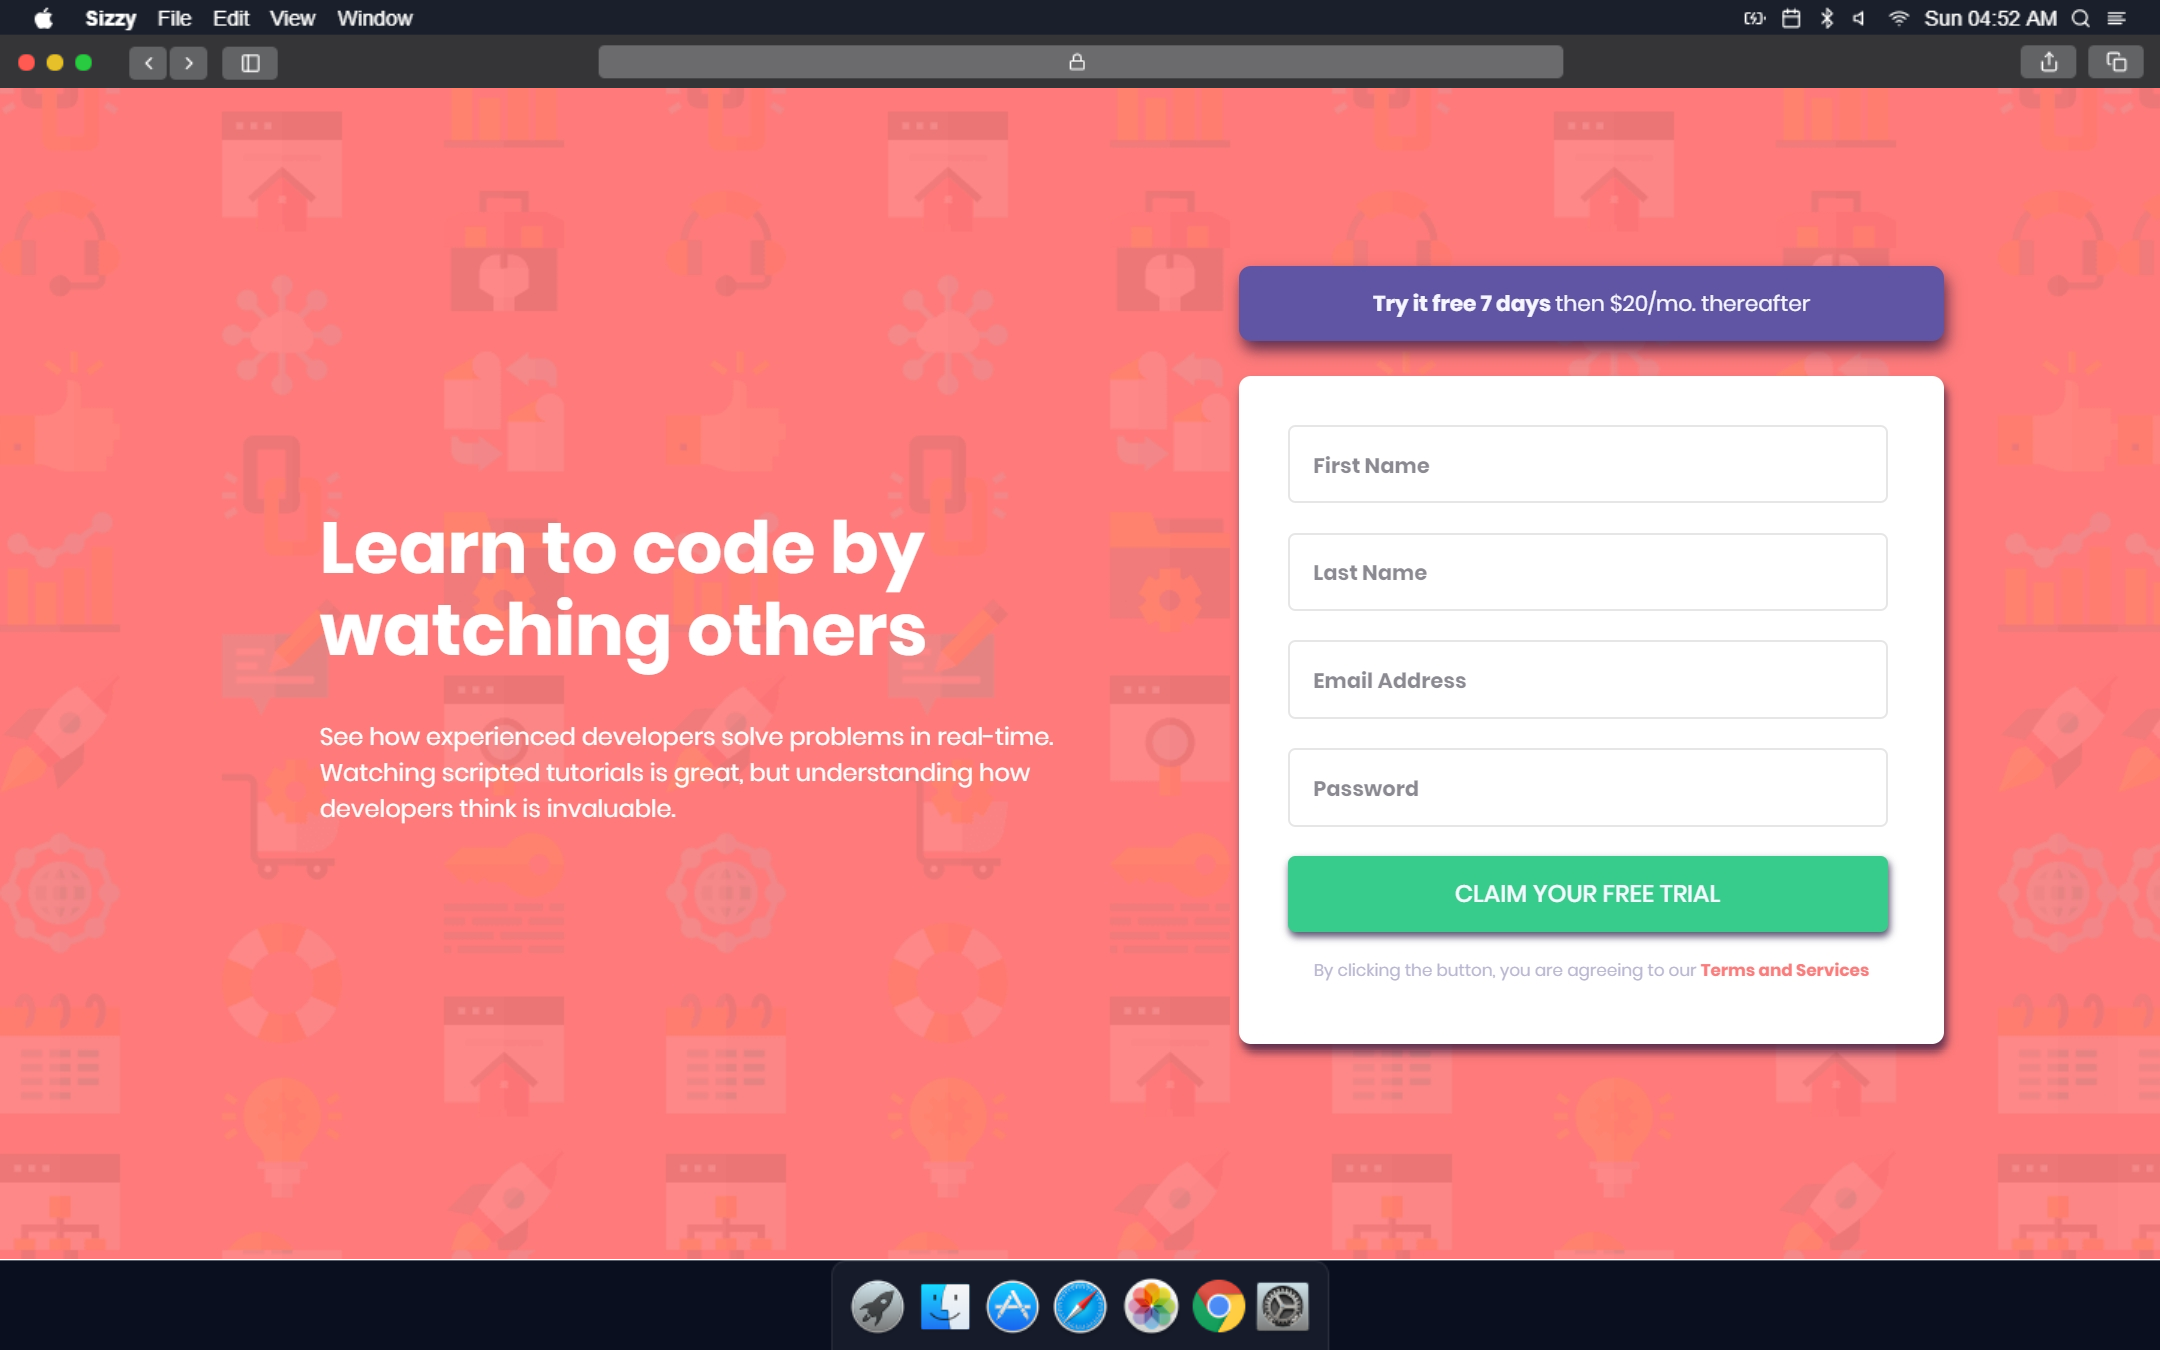 Sizzy File Edit View Window
Sun 04:52 AM
Try it free 7 days then $20/mo. thereafter
First Name
Last Name
Learn to code by
watching others
Email Address
See how experienced developers solve problems in real-time.
Watching scripted tutorials is great, but understanding how
developers think is invaluable.
Password
CLAIM YOUR FREE TRIAL
By clicking the button, you are agreeing to our Terms and Services